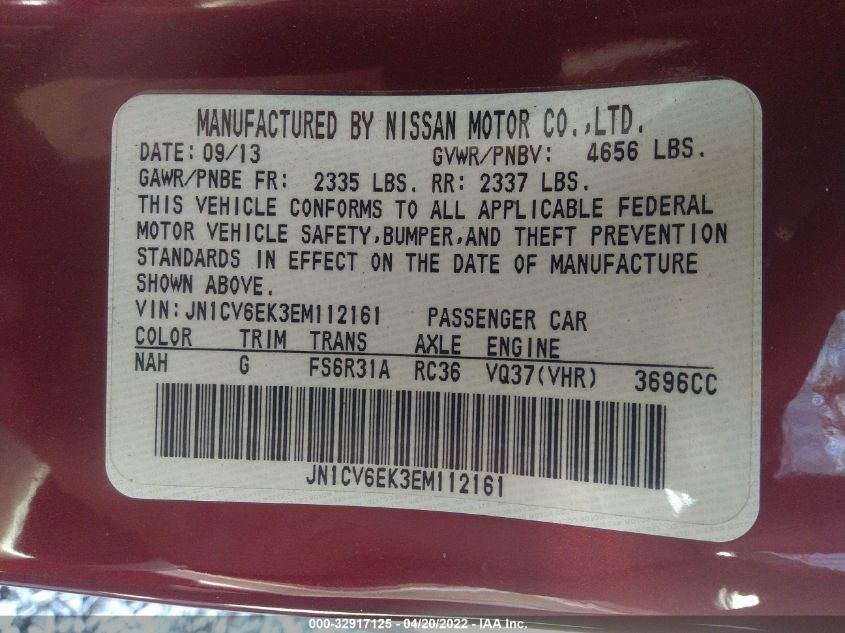 MANUFACTURED BY NISSAN MOTOR CO.,LTD.
DATE: 09/13 GVWR/PNBV: 4656 LBS.
GAWR/PNBE FR: 2335 LBS. RR: 2337 LBS.
THIS VEHICLE CONFORMS TO ALL APPLICABLE FEDERAL
MOTOR VEHICLE SAFETY,BUMPER,AND THEFT PREVENTION
STANDARDS IN EFFECT ON THE DATE OF MANUFACTURE
SHOWN ABOVE.
VIN:JN1CV6EK3EM112161 PASSENGER CAR
COLOR TRIM TRANS AXLE ENGINE
NAH G FS6R31A RC36 VQ37(VHR) 3696CC
JN1CV6EK3EM112161
000-32917125 - 04/20/2022 - IAA Inc.